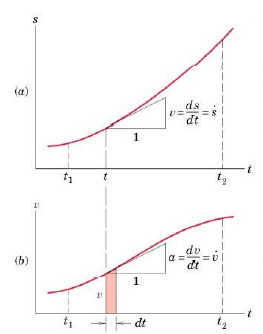 s
(a)
v = ds/dt = ṡ
1
t₁ t t₂ t
v
(b)
a = dv/dt = v̇
1
v
t₁ dt t₂ t